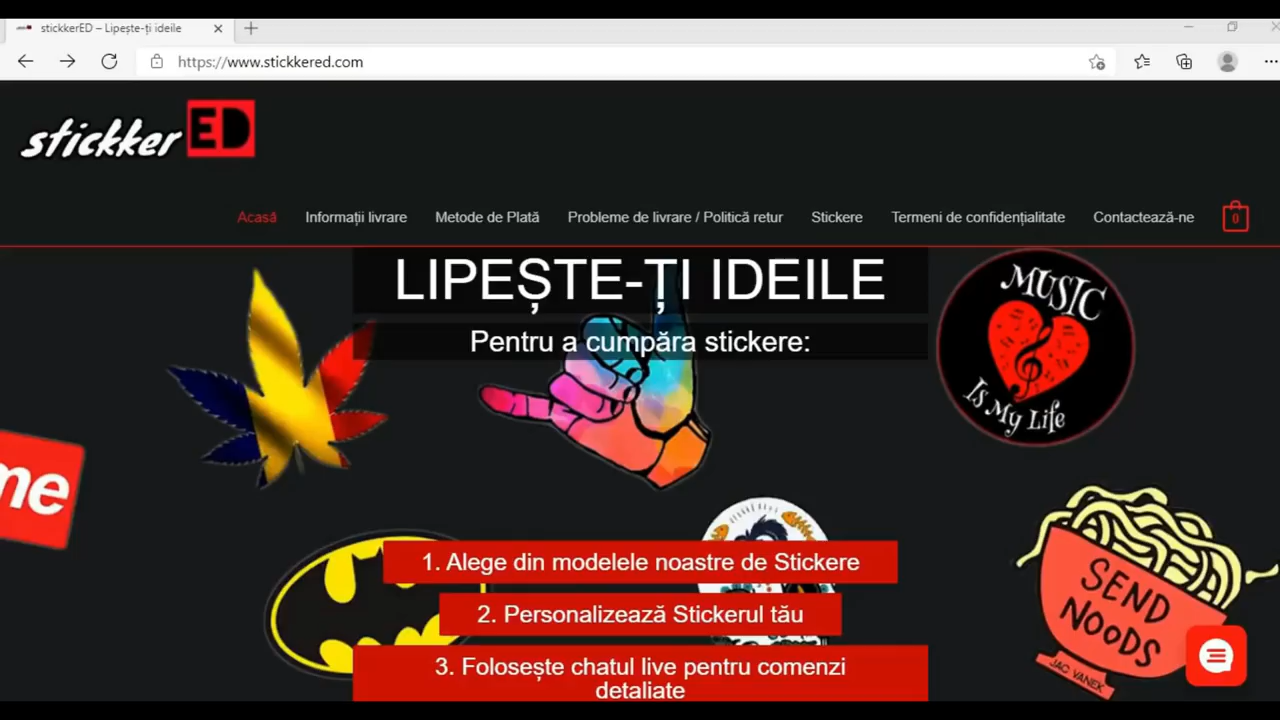 stickkerED – Lipește-ți ideile
https://www.stickkered.com
stickker ED
Acasă Informații livrare Metode de Plată Probleme de livrare / Politică retur Stickere Termeni de confidențialitate Contactează-ne 0
LIPEȘTE-ȚI IDEILE
Pentru a cumpăra stickere:
MUSIC
Is My Life
me
1. Alege din modelele noastre de Stickere
2. Personalizează Stickerul tău
3. Folosește chatul live pentru comenzi
detaliate
SEND
NOODS
JAC VANEK